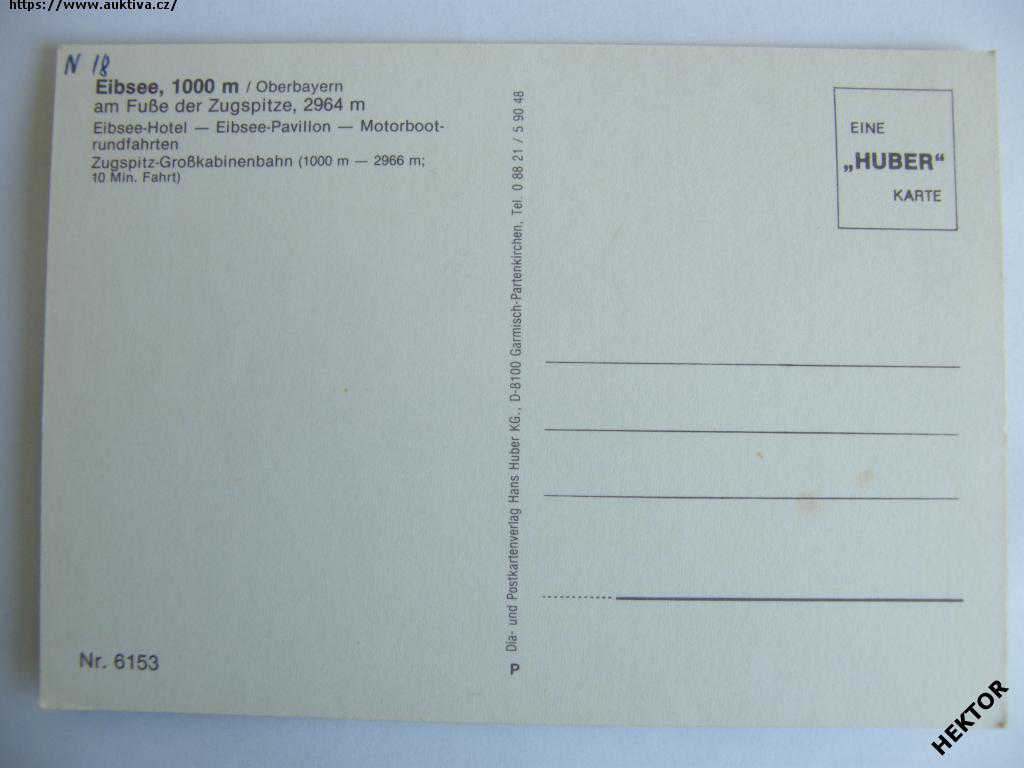 https://www.auktiva.cz/
N 18
Eibsee, 1000 m / Oberbayern
am Fuße der Zugspitze, 2964 m
Eibsee-Hotel — Eibsee-Pavillon — Motorboot-
rundfahrten
Zugspitz-Großkabinenbahn (1000 m — 2966 m;
10 Min. Fahrt)
Nr. 6153
Dia- und Postkartenverlag Hans Huber KG., D-8100 Garmisch-Partenkirchen, Tel. 0 88 21 / 5 90 48
P
EINE
„HUBER“
KARTE
HEKTOR